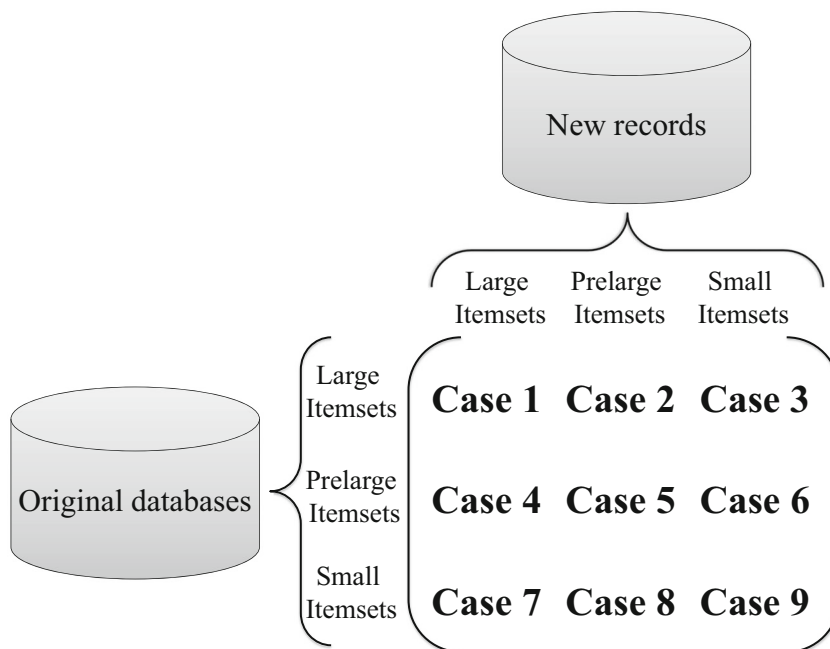 New records
Large Prelarge Small
Itemsets Itemsets Itemsets
Large
Itemsets
Case 1 Case 2 Case 3
Original databases
Prelarge
Itemsets
Case 4 Case 5 Case 6
Small
Itemsets
Case 7 Case 8 Case 9